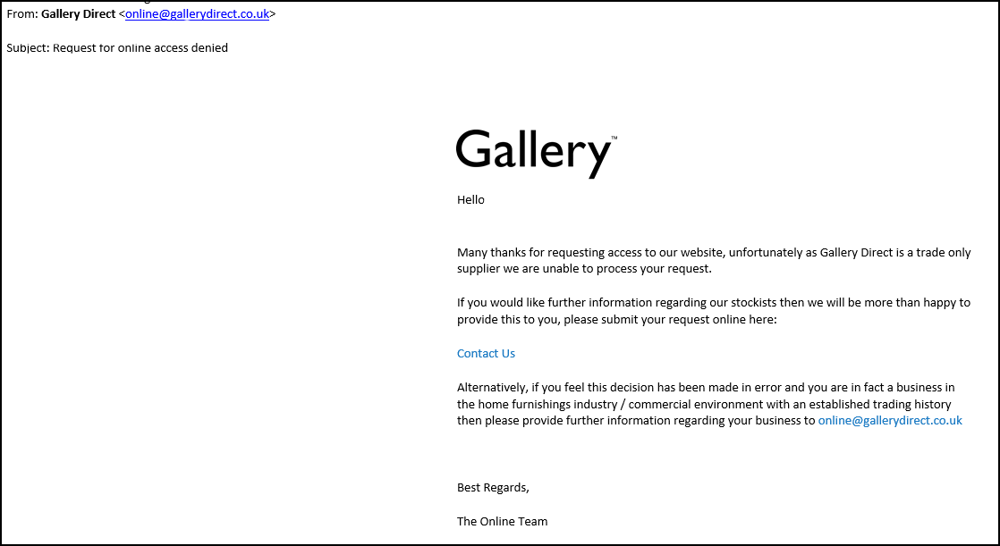 From: Gallery Direct <online@gallerydirect.co.uk>
Subject: Request for online access denied
Gallery™
Hello
Many thanks for requesting access to our website, unfortunately as Gallery Direct is a trade only
supplier we are unable to process your request.
If you would like further information regarding our stockists then we will be more than happy to
provide this to you, please submit your request online here:
Contact Us
Alternatively, if you feel this decision has been made in error and you are in fact a business in
the home furnishings industry / commercial environment with an established trading history
then please provide further information regarding your business to online@gallerydirect.co.uk
Best Regards,
The Online Team